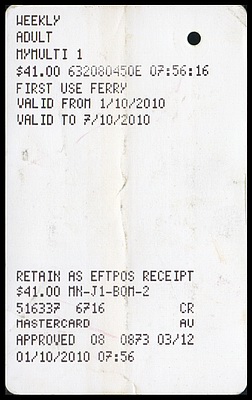 WEEKLY
ADULT
MYMULTI 1
$41.00 632080450E 07:56:16
FIRST USE FERRY
VALID FROM 1/10/2010
VALID TO 7/10/2010
RETAIN AS EFTPOS RECEIPT
$41.00 MN-J1-BOM-2
516337 6716 CR
MASTERCARD AU
APPROVED 08 0873 03/12
01/10/2010 07:56